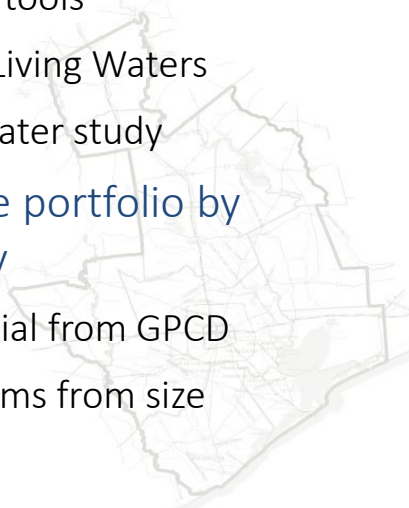 tools
Living Waters
ater study
e portfolio by
y
ial from GPCD
ms from size